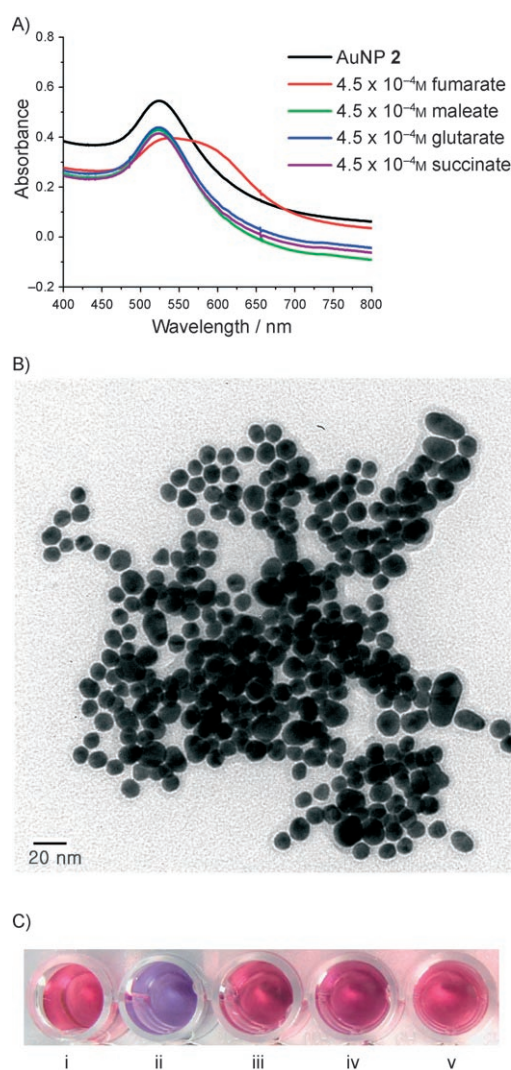 A)
0.8
0.6
0.4
0.2
0.0
–0.2
Absorbance
400 450 500 550 600 650 700 750 800
Wavelength / nm
AuNP 2
4.5 x 10⁻⁴M fumarate
4.5 x 10⁻⁴M maleate
4.5 x 10⁻⁴M glutarate
4.5 x 10⁻⁴M succinate
B)
20 nm
C)
i ii iii iv v